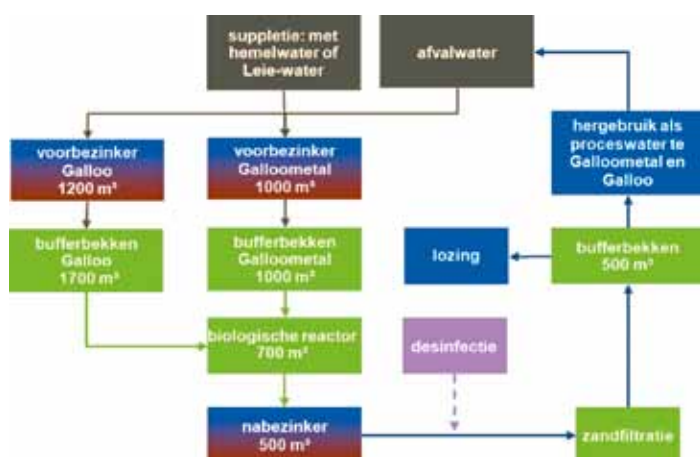 suppletie: met
hemelwater of
Leie-water
afvalwater
voorbezinker
Galloo
1200 m³
voorbezinker
Galloometal
1000 m³
hergebruik als
proceswater te
Galloometal en
Galloo
bufferbekken
Galloo
1700 m³
bufferbekken
Galloometal
1000 m³
lozing
bufferbekken
500 m³
biologische reactor
700 m³
desinfectie
nabezinker
500 m³
zandfiltratie